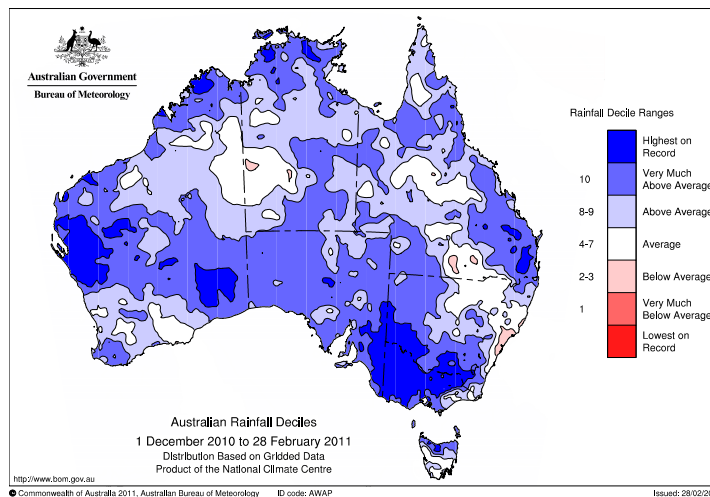 Australian Government
Bureau of Meteorology
Rainfall Decile Ranges
Highest on
Record
10
Very Much
Above Average
8-9
Above Average
4-7
Average
2-3
Below Average
1
Very Much
Below Average
Lowest on
Record
Australian Rainfall Deciles
1 December 2010 to 28 February 2011
Distribution Based on Gridded Data
Product of the National Climate Centre
http://www.bom.gov.au
© Commonwealth of Australia 2011, Australian Bureau of Meteorology
ID code: AWAP
Issued: 28/02/20